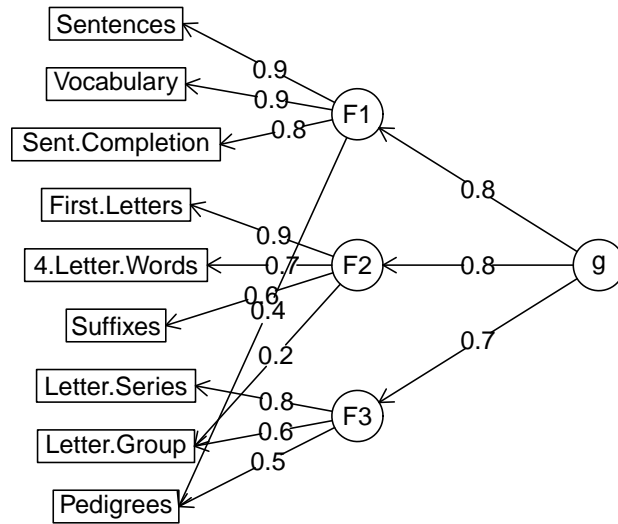 Sentences
0.9
Vocabulary
0.9
F1
0.8
Sent.Completion
0.8
First.Letters
0.9
4.Letter.Words
0.7
F2
0.8
g
0.6
0.4
Suffixes
0.7
0.2
Letter.Series
0.8
F3
Letter.Group
0.6
0.5
Pedigrees